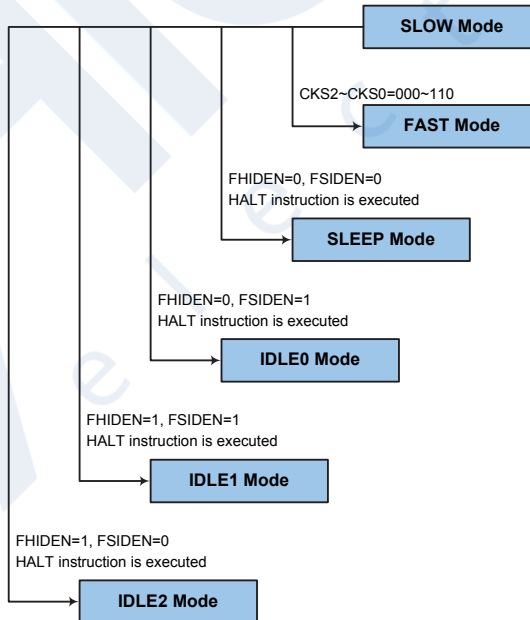 SLOW Mode
CKS2~CKS0=000~110
FAST Mode
FHIDEN=0, FSIDEN=0
HALT instruction is executed
SLEEP Mode
FHIDEN=0, FSIDEN=1
HALT instruction is executed
IDLE0 Mode
FHIDEN=1, FSIDEN=1
HALT instruction is executed
IDLE1 Mode
FHIDEN=1, FSIDEN=0
HALT instruction is executed
IDLE2 Mode